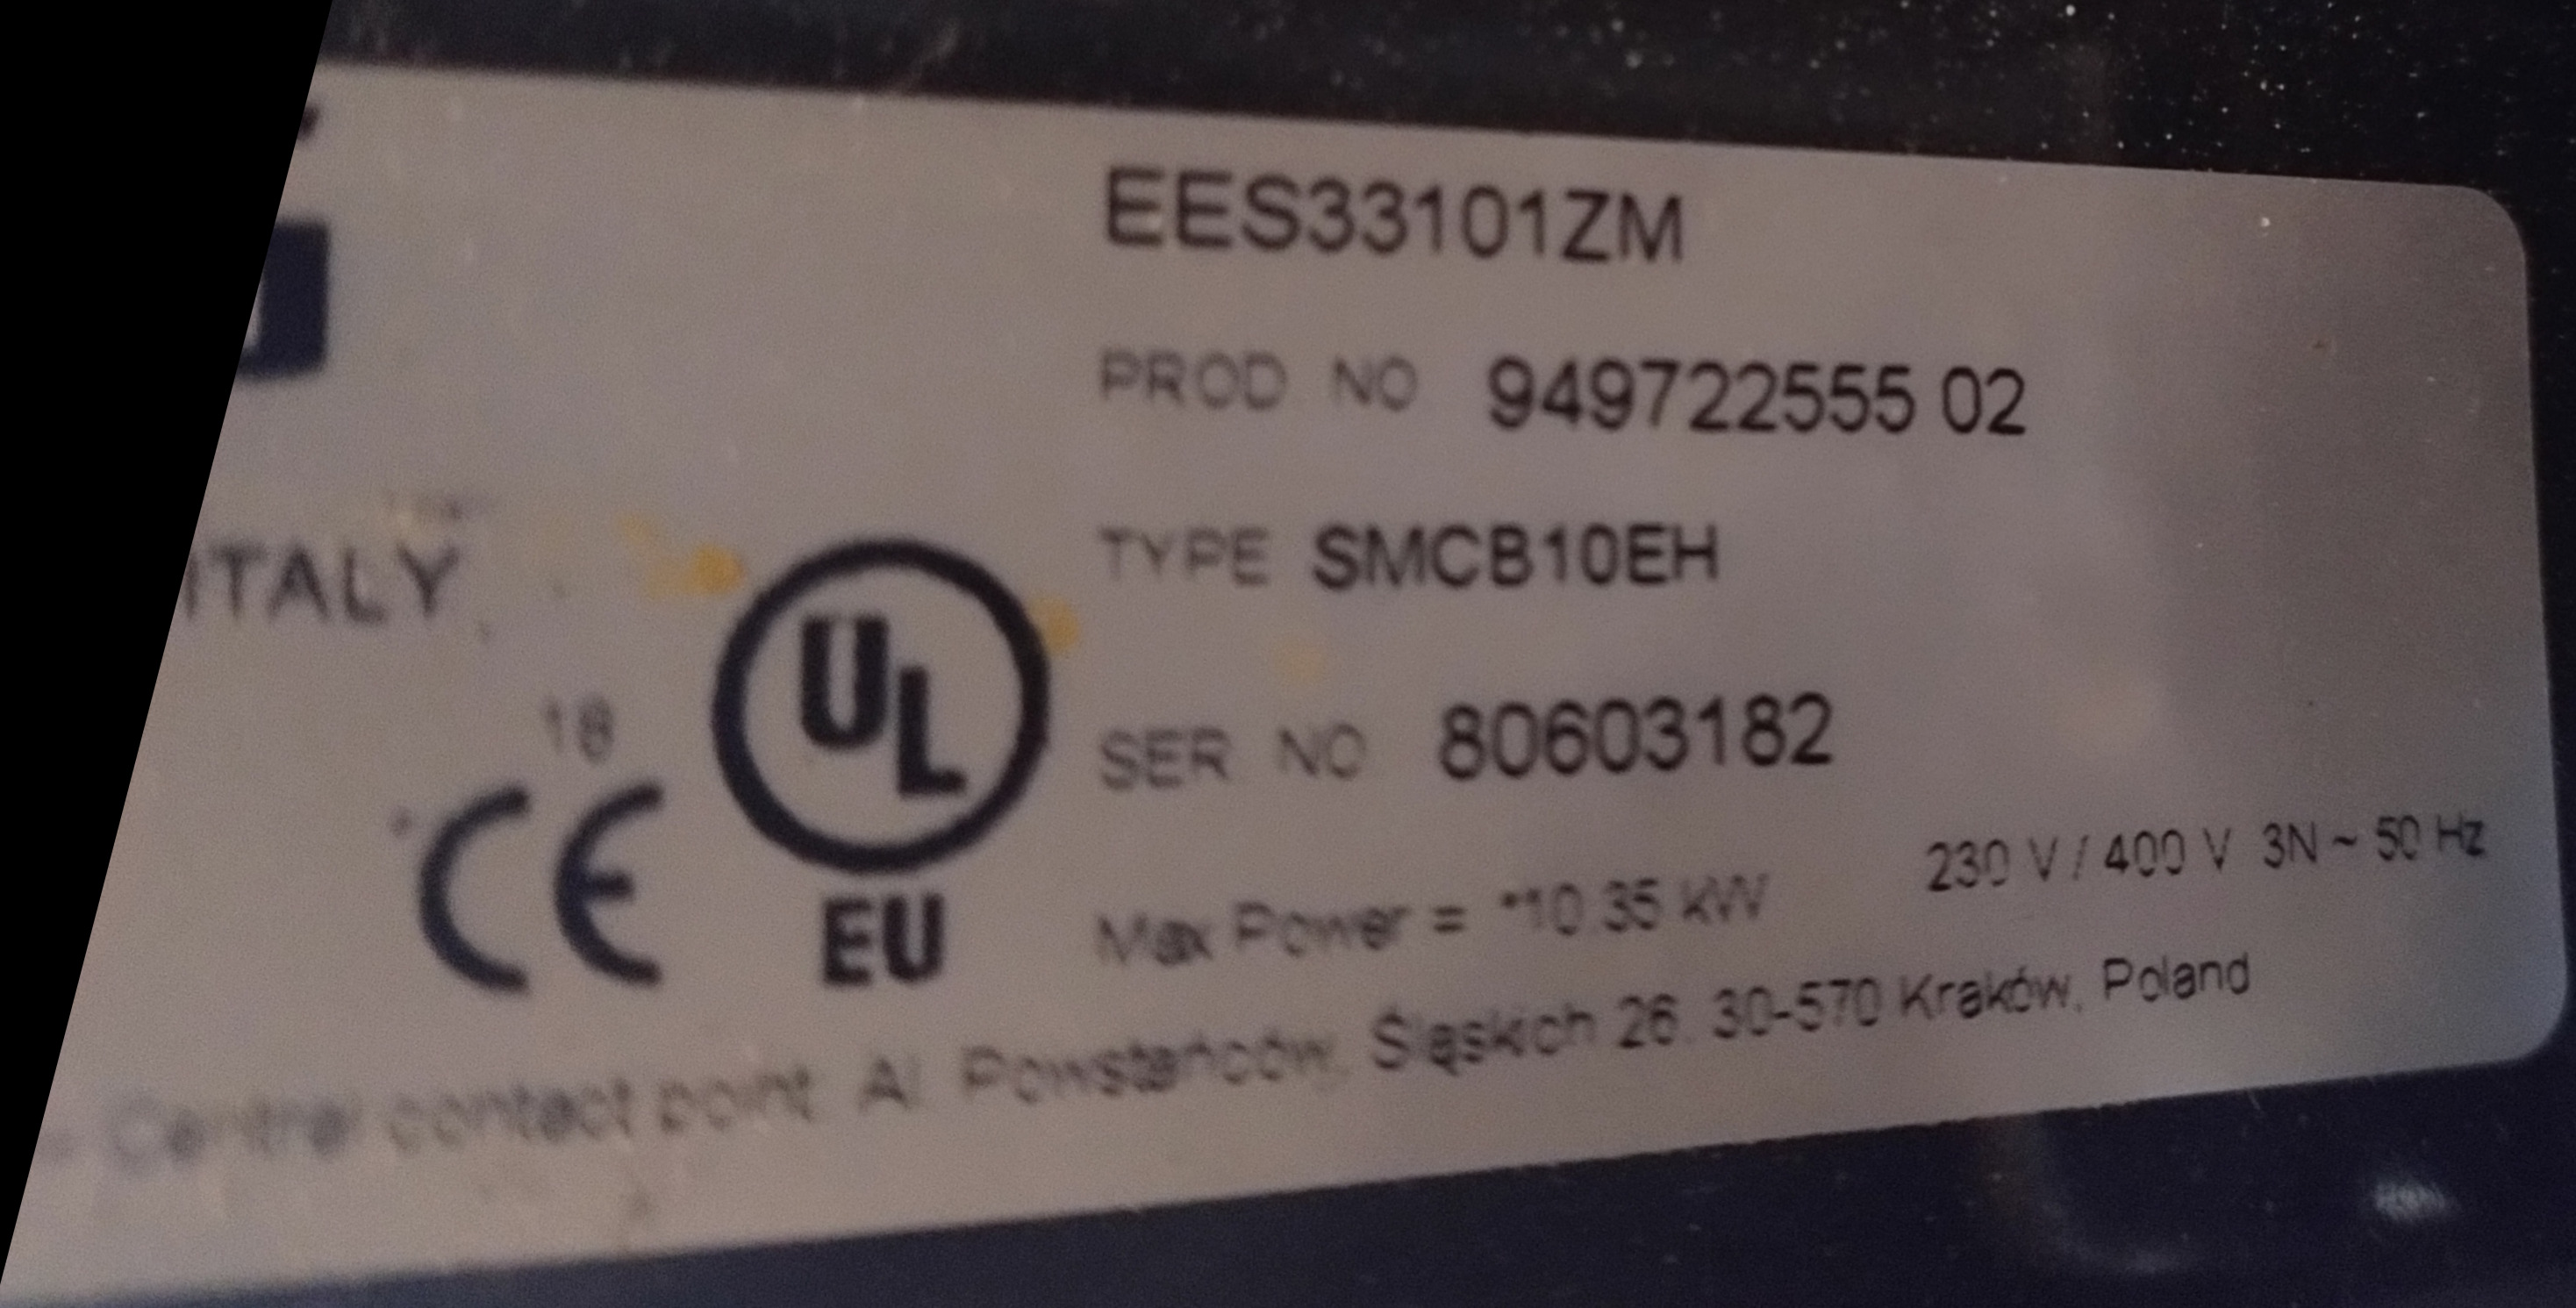 EES33101ZM
PROD NO 949722555 02
ITALY
TYPE SMCB10EH
UL
18
SER NO 80603182
CE
EU
Max Power = *10.35 kW
230 V / 400 V 3N ~ 50 Hz
Central contact point Al. Powstańców, Śląskich 26, 30-570 Kraków, Poland